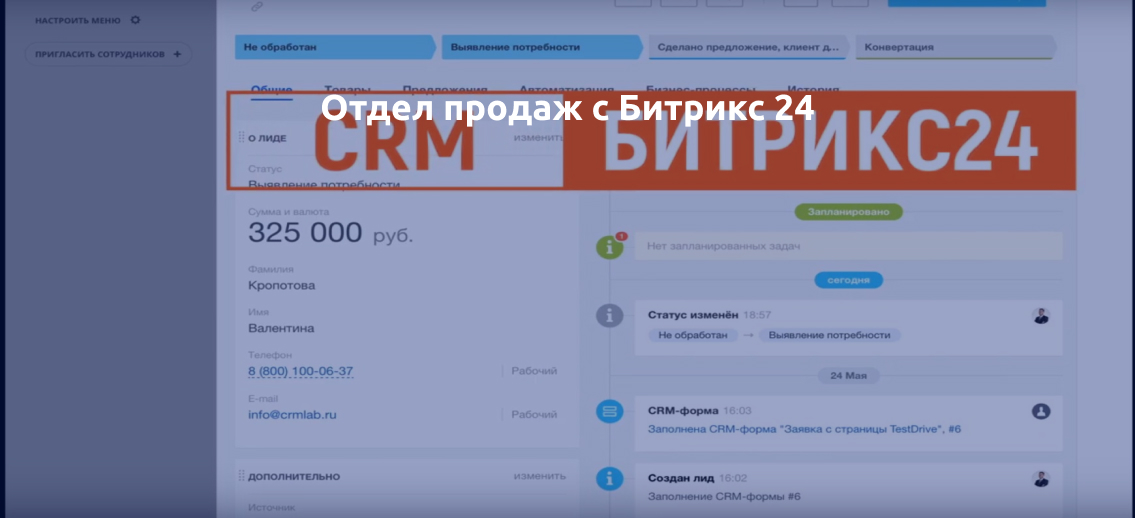 НАСТРОИТЬ МЕНЮ
ПРИГЛАСИТЬ СОТРУДНИКОВ +
Не обработан
Выявление потребности
Сделано предложение, клиент д...
Конвертация
Общие Товары Предложения Автоматизация Бизнес-процессы История
Отдел продаж с Битрикс 24
CRM БИТРИКС24
О ЛИДЕ
изменить
Статус
Выявление потребности
Сумма и валюта
325 000 руб.
Фамилия
Кропотова
Имя
Валентина
Телефон
8 (800) 100-06-37 Рабочий
E-mail
info@crmlab.ru Рабочий
ДОПОЛНИТЕЛЬНО изменить
Источник
Запланировано
1
Нет запланированных задач
сегодня
Статус изменён 18:57
Не обработан → Выявление потребности
24 Мая
CRM-форма 16:03
Заполнена CRM-форма "Заявка с страницы TestDrive", #6
Создан лид 16:02
Заполнение CRM-формы #6